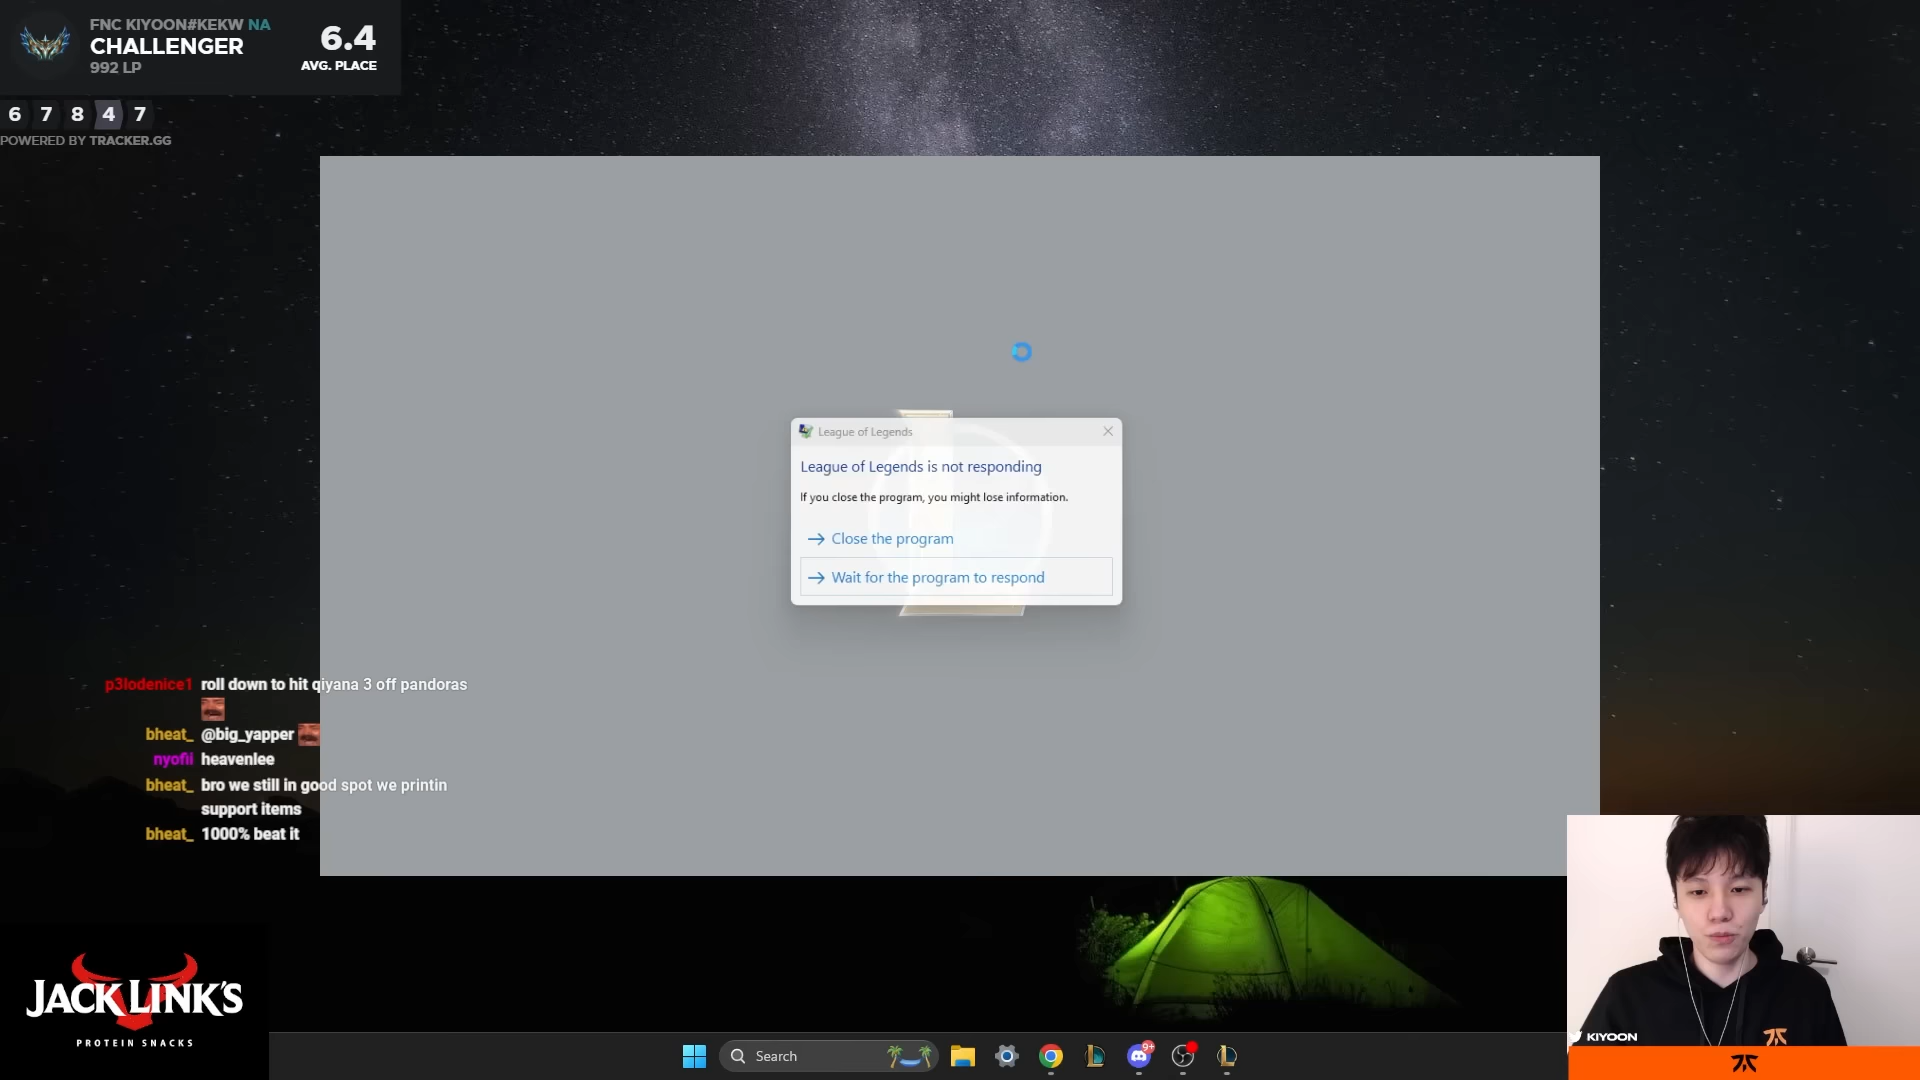 FNC KIYOON#KEKW NA
CHALLENGER
992 LP
6.4
AVG. PLACE
6 7 8 4 7
POWERED BY TRACKER.GG
League of Legends
League of Legends is not responding
If you close the program, you might lose information.
Close the program
Wait for the program to respond
p3lodenice1 roll down to hit qiyana 3 off pandoras
bheat_ @big_yapper
nyofii heavenlee
bheat_ bro we still in good spot we printin
support items
bheat_ 1000% beat it
JACK LINK'S
PROTEIN SNACKS
Search
9+
KIYOON